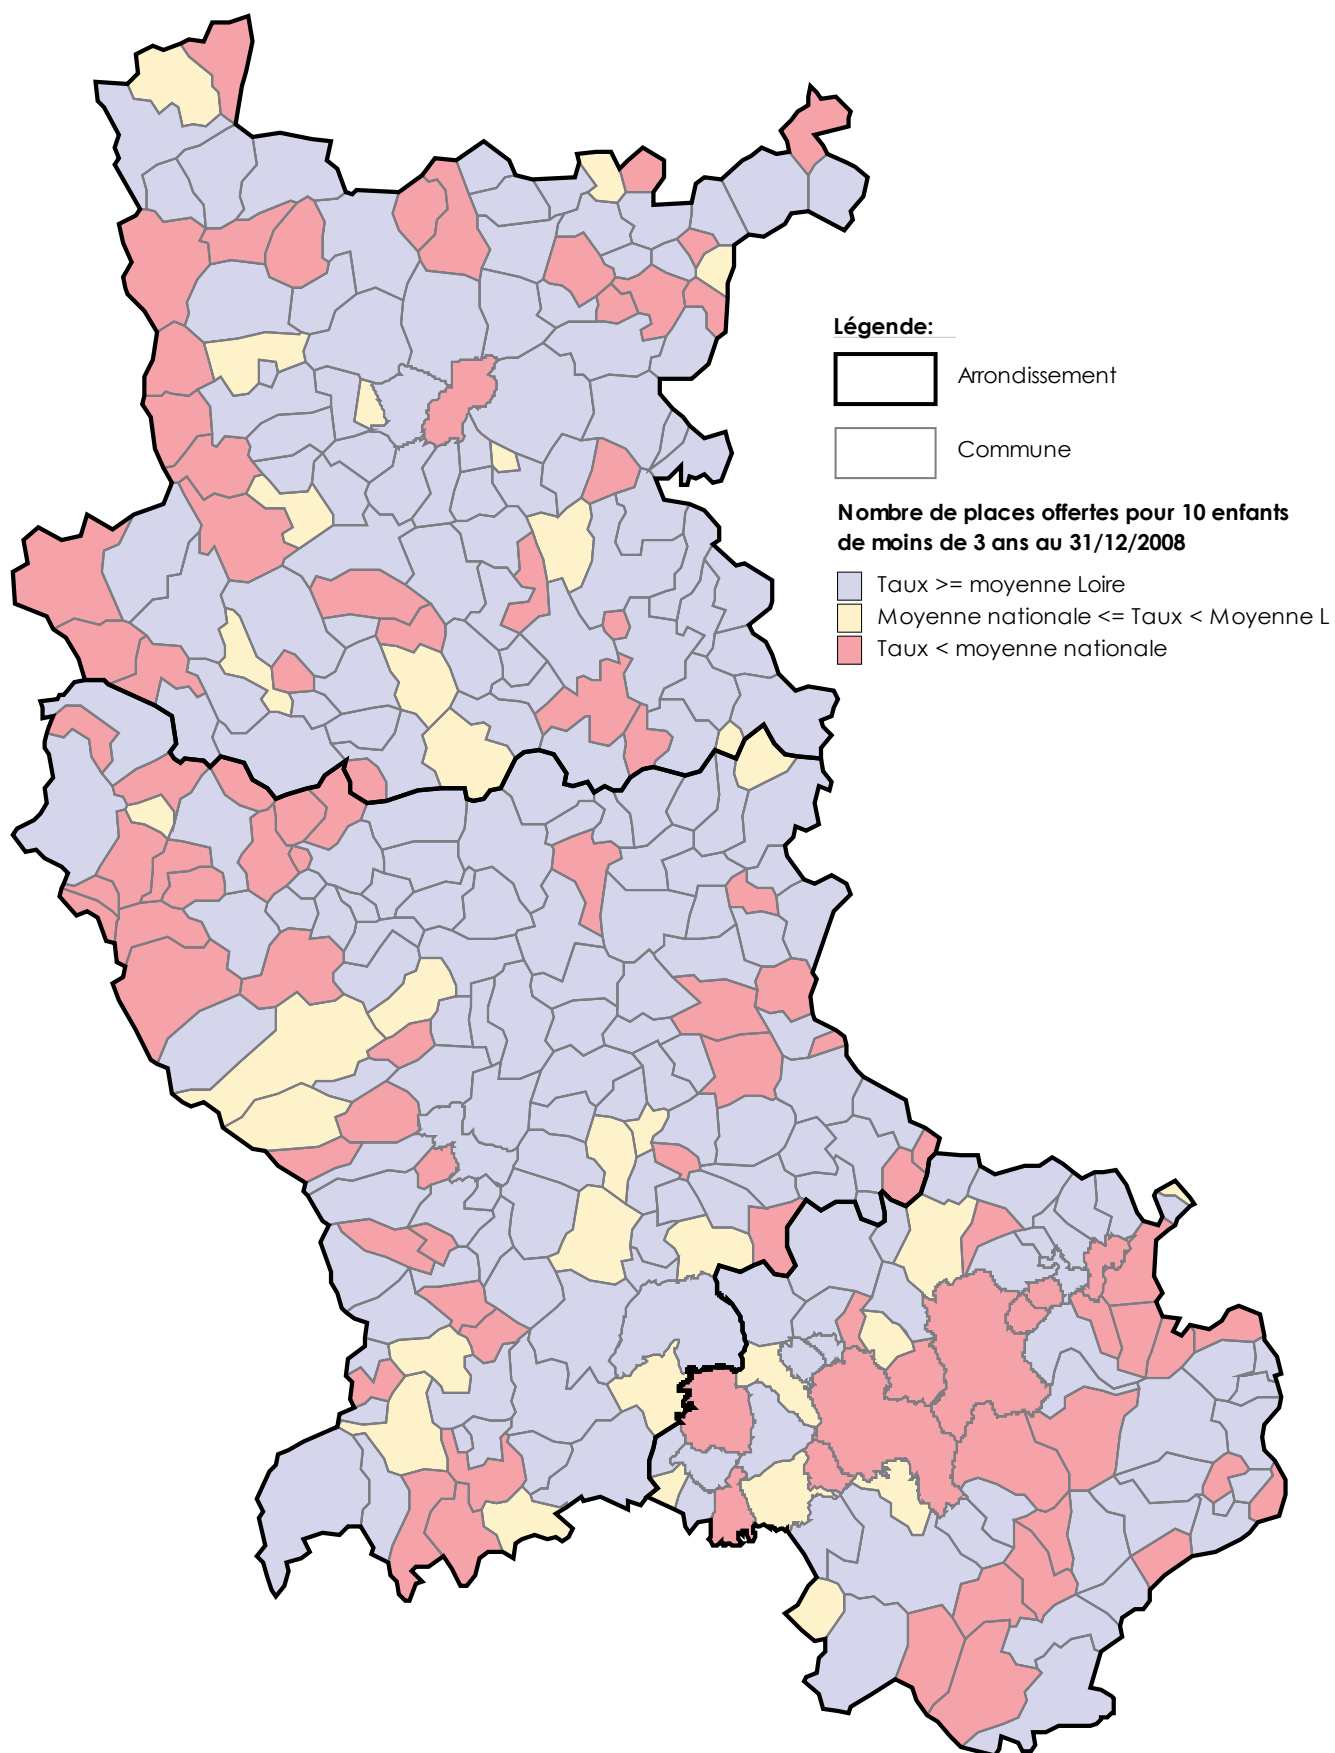 Légende:
Arrondissement
Commune
Nombre de places offertes pour 10 enfants
de moins de 3 ans au 31/12/2008
Taux >= moyenne Loire
Moyenne nationale <= Taux < Moyenne L
Taux < moyenne nationale